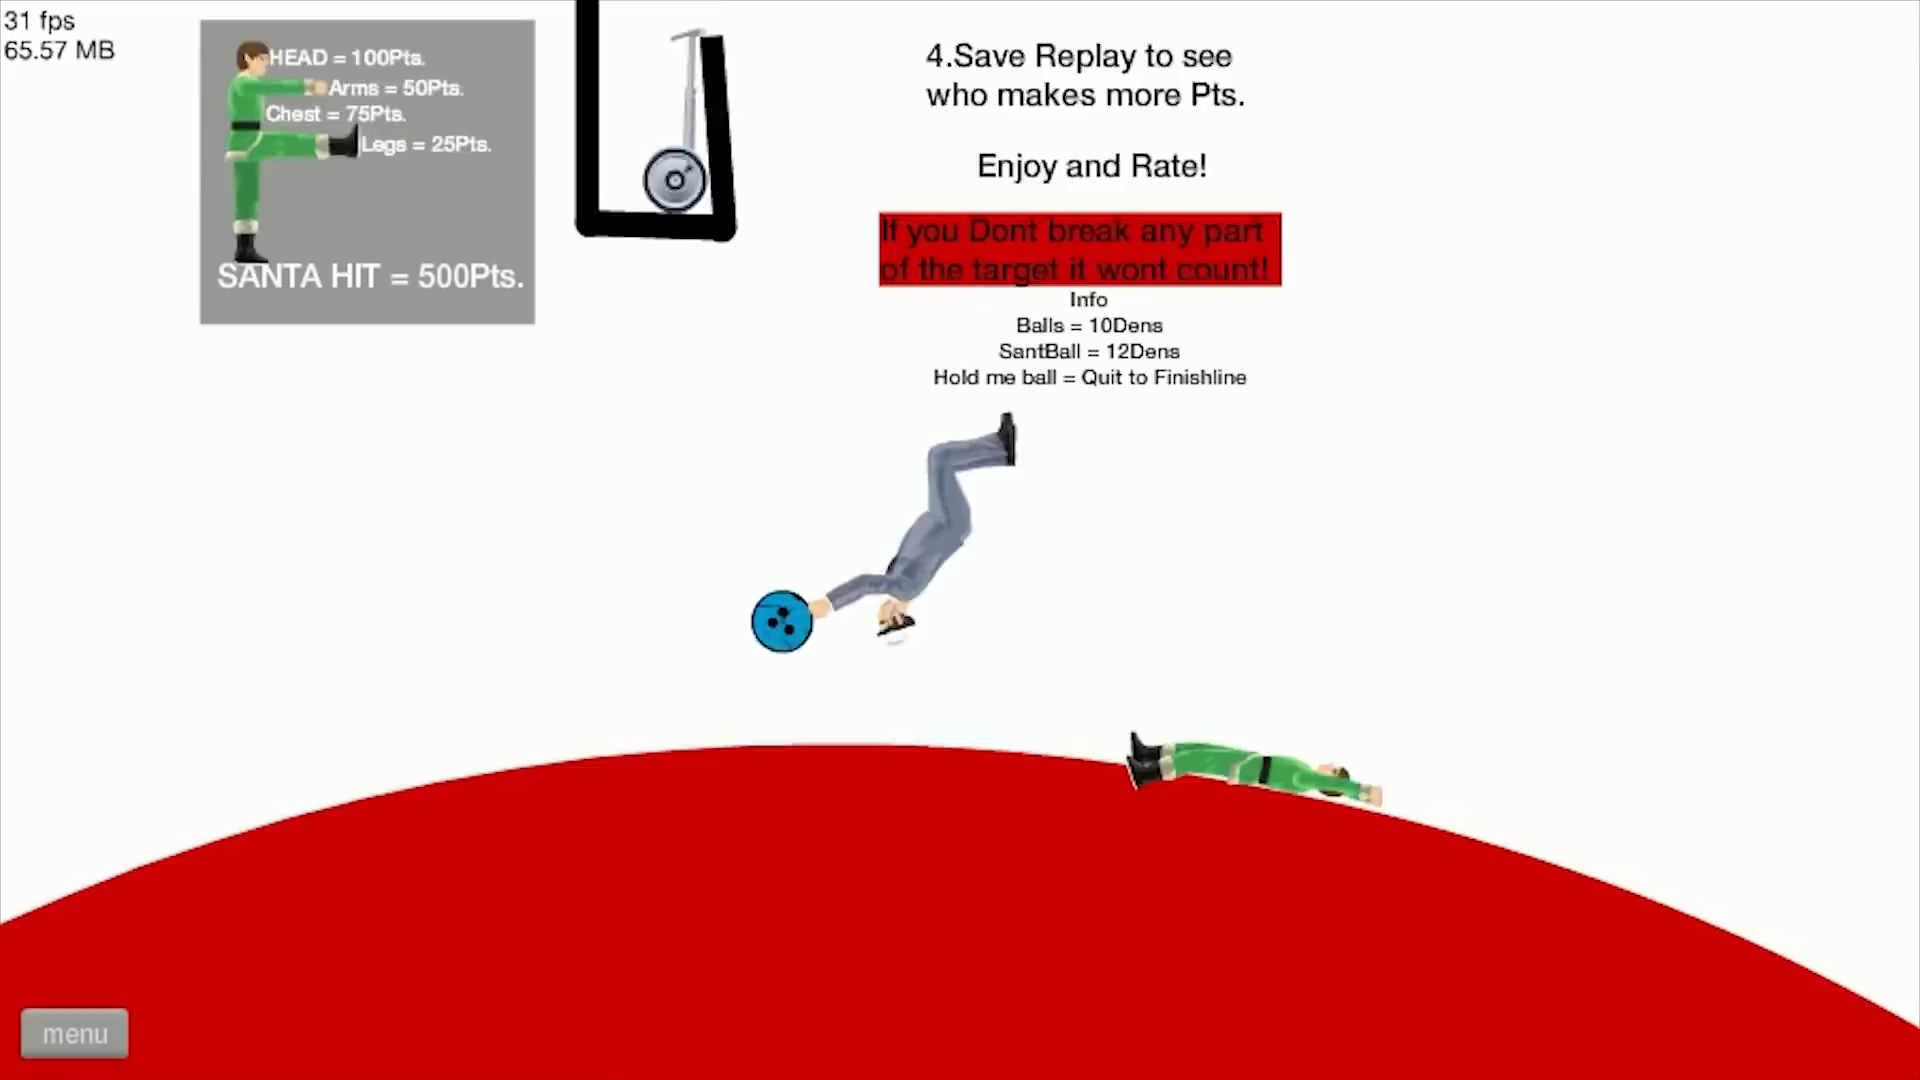 31 fps
65.57 MB
HEAD = 100Pts.
Arms = 50Pts.
Chest = 75Pts.
Legs = 25Pts.
SANTA HIT = 500Pts.
4.Save Replay to see
who makes more Pts.
Enjoy and Rate!
If you Dont break any part
of the target it wont count!
Info
Balls = 10Dens
SantBall = 12Dens
Hold me ball = Quit to Finishline
menu